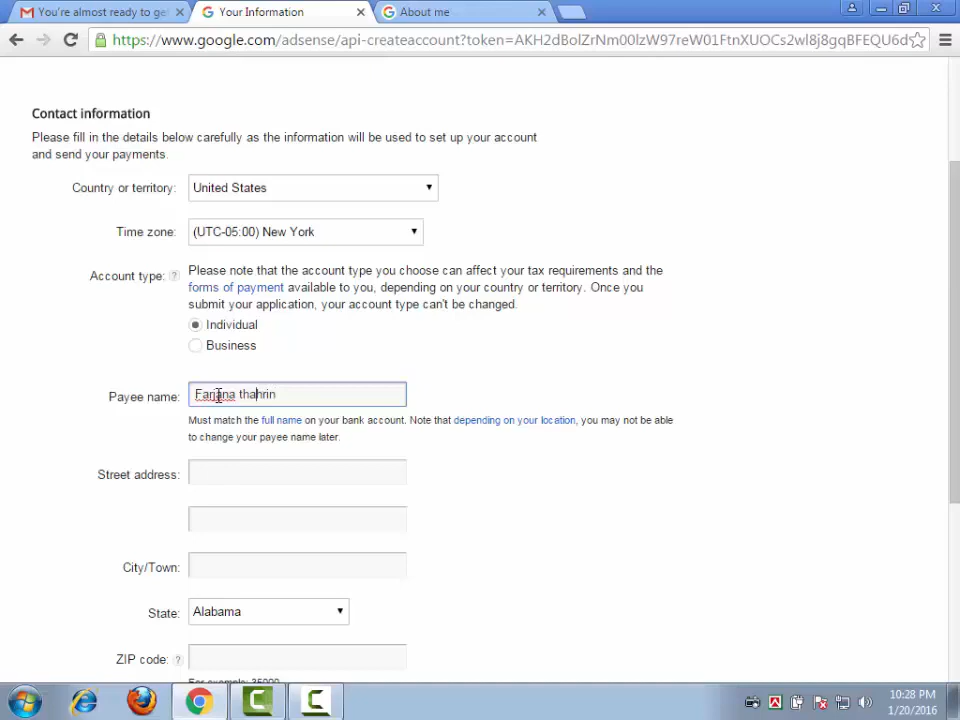 You're almost ready to ge
Your Information
About me
https://www.google.com/adsense/api-createaccount?token=AKH2dBolZrNm00lzW97reW01FtnXUOCs2wl8j8gqBFEQU6d
Contact information
Please fill in the details below carefully as the information will be used to set up your account
and send your payments.
Country or territory: United States
Time zone: (UTC-05:00) New York
Account type: ? Please note that the account type you choose can affect your tax requirements and the
forms of payment available to you, depending on your country or territory. Once you
submit your application, your account type can't be changed.
Individual
Business
Payee name: Farjana thahrin
Must match the full name on your bank account. Note that depending on your location, you may not be able
to change your payee name later.
Street address:
City/Town:
State: Alabama
ZIP code: ?
For example: 35000
10:28 PM
1/20/2016